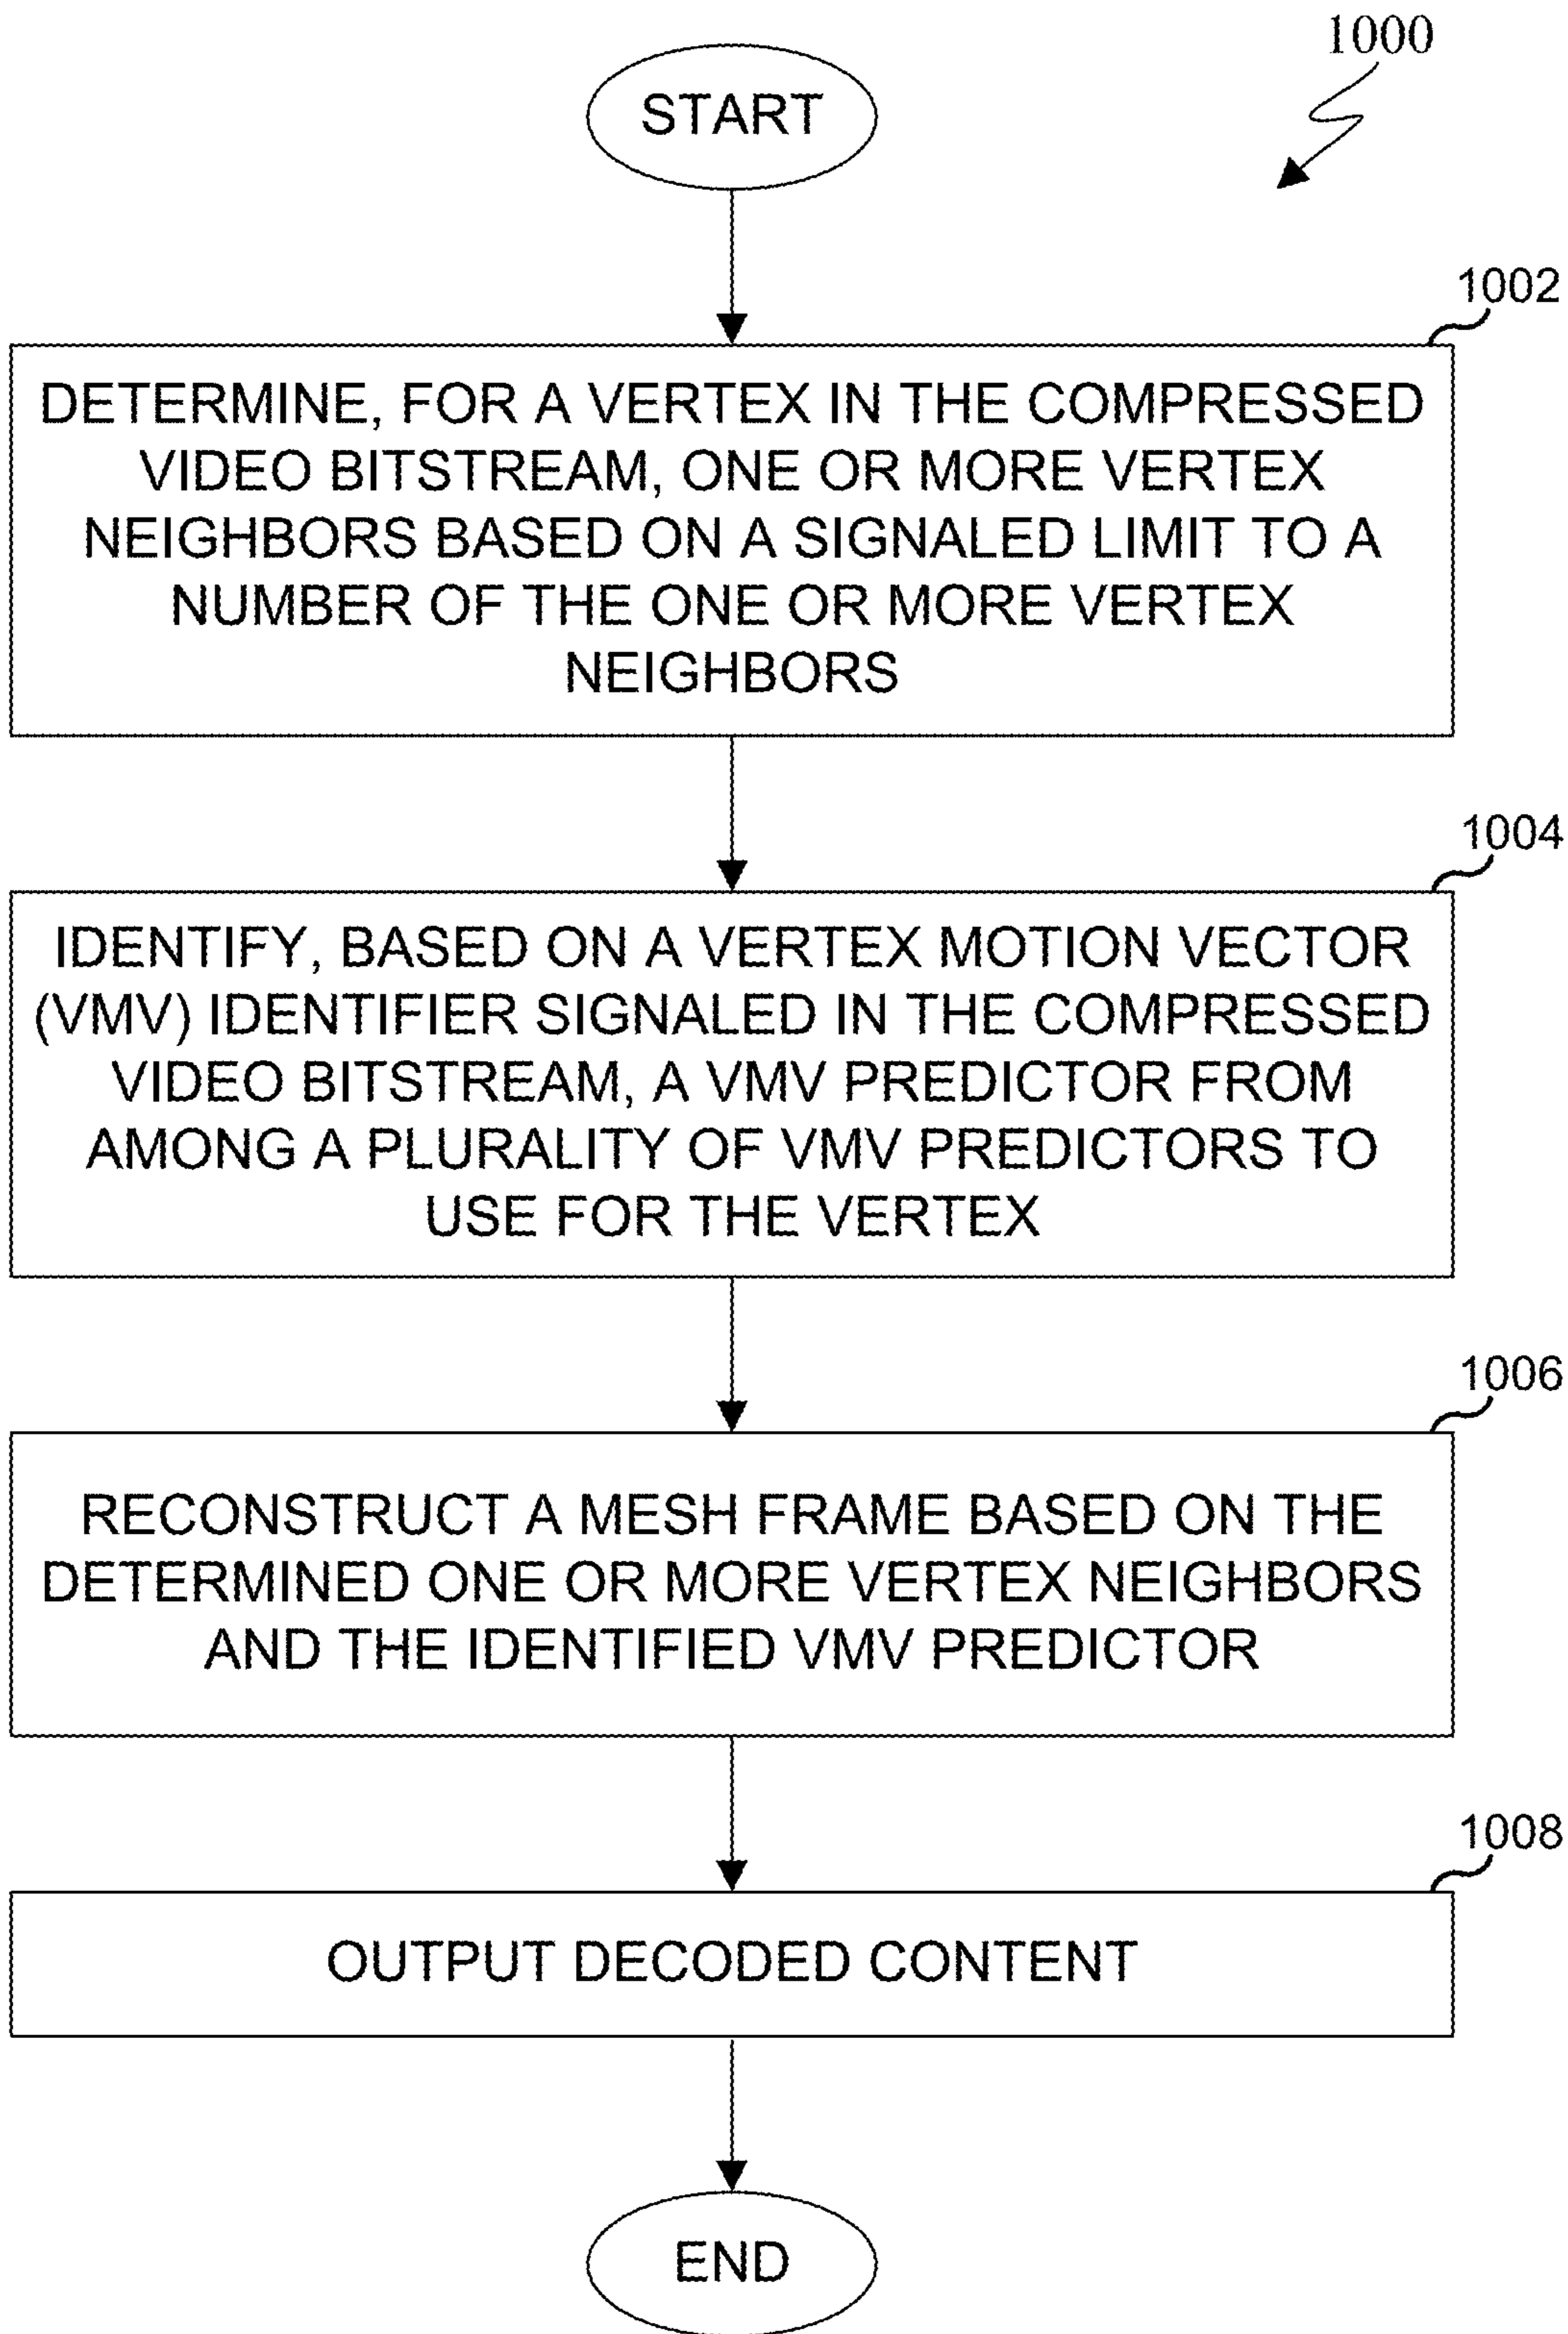 1000
START
1002
DETERMINE, FOR A VERTEX IN THE COMPRESSED
VIDEO BITSTREAM, ONE OR MORE VERTEX
NEIGHBORS BASED ON A SIGNALED LIMIT TO A
NUMBER OF THE ONE OR MORE VERTEX
NEIGHBORS
1004
IDENTIFY, BASED ON A VERTEX MOTION VECTOR
(VMV) IDENTIFIER SIGNALED IN THE COMPRESSED
VIDEO BITSTREAM, A VMV PREDICTOR FROM
AMONG A PLURALITY OF VMV PREDICTORS TO
USE FOR THE VERTEX
1006
RECONSTRUCT A MESH FRAME BASED ON THE
DETERMINED ONE OR MORE VERTEX NEIGHBORS
AND THE IDENTIFIED VMV PREDICTOR
1008
OUTPUT DECODED CONTENT
END